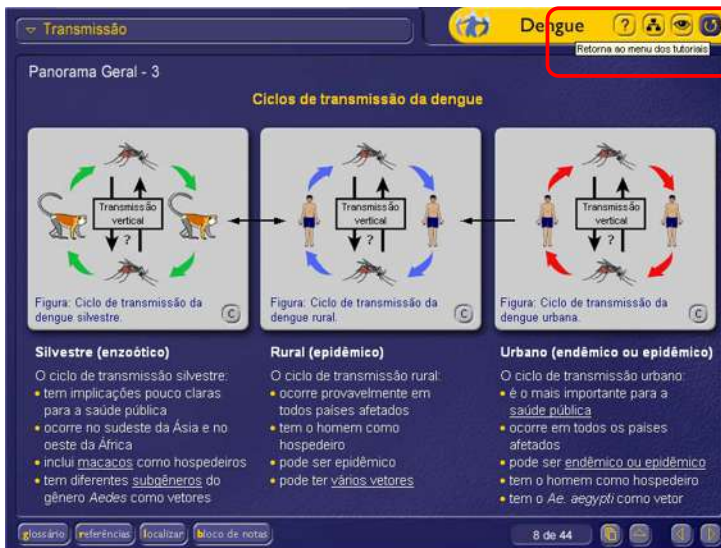 Transmissão
Dengue
?
Retorna ao menu dos tutoriais
Panorama Geral - 3
Ciclos de transmissão da dengue
Transmissão
vertical
?
Figura: Ciclo de transmissão da
dengue silvestre.
C
Transmissão
vertical
?
Figura: Ciclo de transmissão da
dengue rural.
C
Transmissão
vertical
?
Figura: Ciclo de transmissão da
dengue urbana.
C
Silvestre (enzoótico)
O ciclo de transmissão silvestre:
• tem implicações pouco claras
para a saúde pública
• ocorre no sudeste da Ásia e no
oeste da África
• inclui macacos como hospedeiros
• tem diferentes subgêneros do
gênero Aedes como vetores
Rural (epidêmico)
O ciclo de transmissão rural:
• ocorre provavelmente em
todos países afetados
• tem o homem como
hospedeiro
• pode ser epidêmico
• pode ter vários vetores
Urbano (endêmico ou epidêmico)
O ciclo de transmissão urbano:
• é o mais importante para a
saúde pública
• ocorre em todos os países
afetados
• pode ser endêmico ou epidêmico
• tem o homem como hospedeiro
• tem o Ae. aegypti como vetor
glossário
referências
localizar
bloco de notas
8 de 44